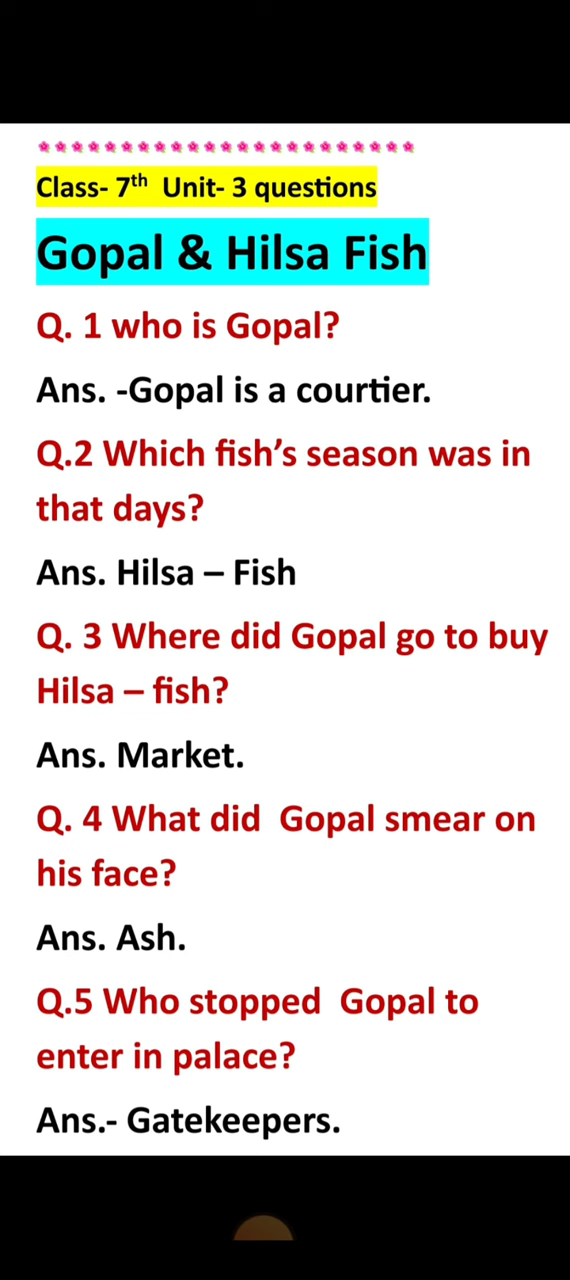 Class- 7th Unit- 3 questions
Gopal & Hilsa Fish
Q. 1 who is Gopal?
Ans. -Gopal is a courtier.
Q.2 Which fish’s season was in
that days?
Ans. Hilsa – Fish
Q. 3 Where did Gopal go to buy
Hilsa – fish?
Ans. Market.
Q. 4 What did  Gopal smear on
his face?
Ans. Ash.
Q.5 Who stopped  Gopal to
enter in palace?
Ans.- Gatekeepers.